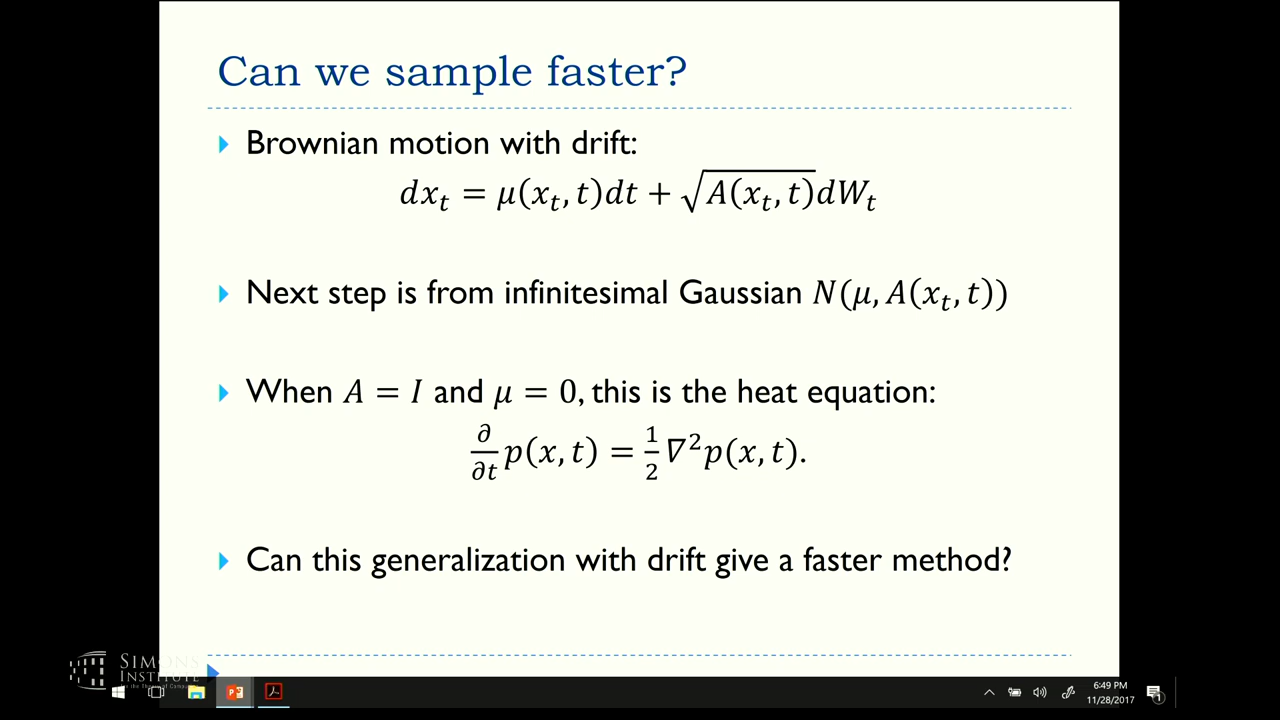 Can we sample faster?
Brownian motion with drift:
dx_t = μ(x_t, t)dt + √A(x_t, t)dW_t
Next step is from infinitesimal Gaussian N(μ, A(x_t, t))
When A = I and μ = 0, this is the heat equation:
∂/∂t p(x, t) = 1/2 ∇²p(x, t).
Can this generalization with drift give a faster method?
SIMONS
INSTITUTE
6:49 PM
11/28/2017